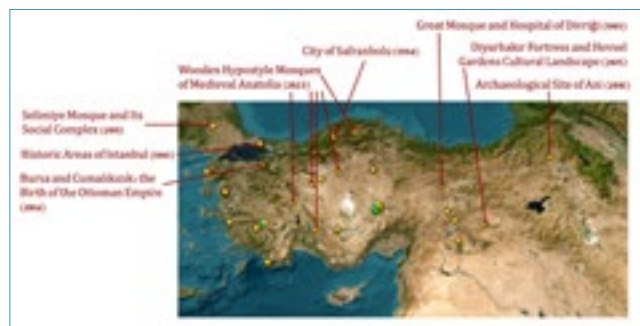 Great Mosque and Hospital of Divriği (1985)
City of Safranbolu (1994)
Diyarbakır Fortress and Hevsel
Gardens Cultural Landscape (2015)
Wooden Hypostyle Mosques
of Medieval Anatolia (2023)
Archaeological Site of Ani (2016)
Selimiye Mosque and Its
Social Complex (2011)
Historic Areas of Istanbul (1985)
Bursa and Cumalıkızık: the
Birth of the Ottoman Empire
(2014)